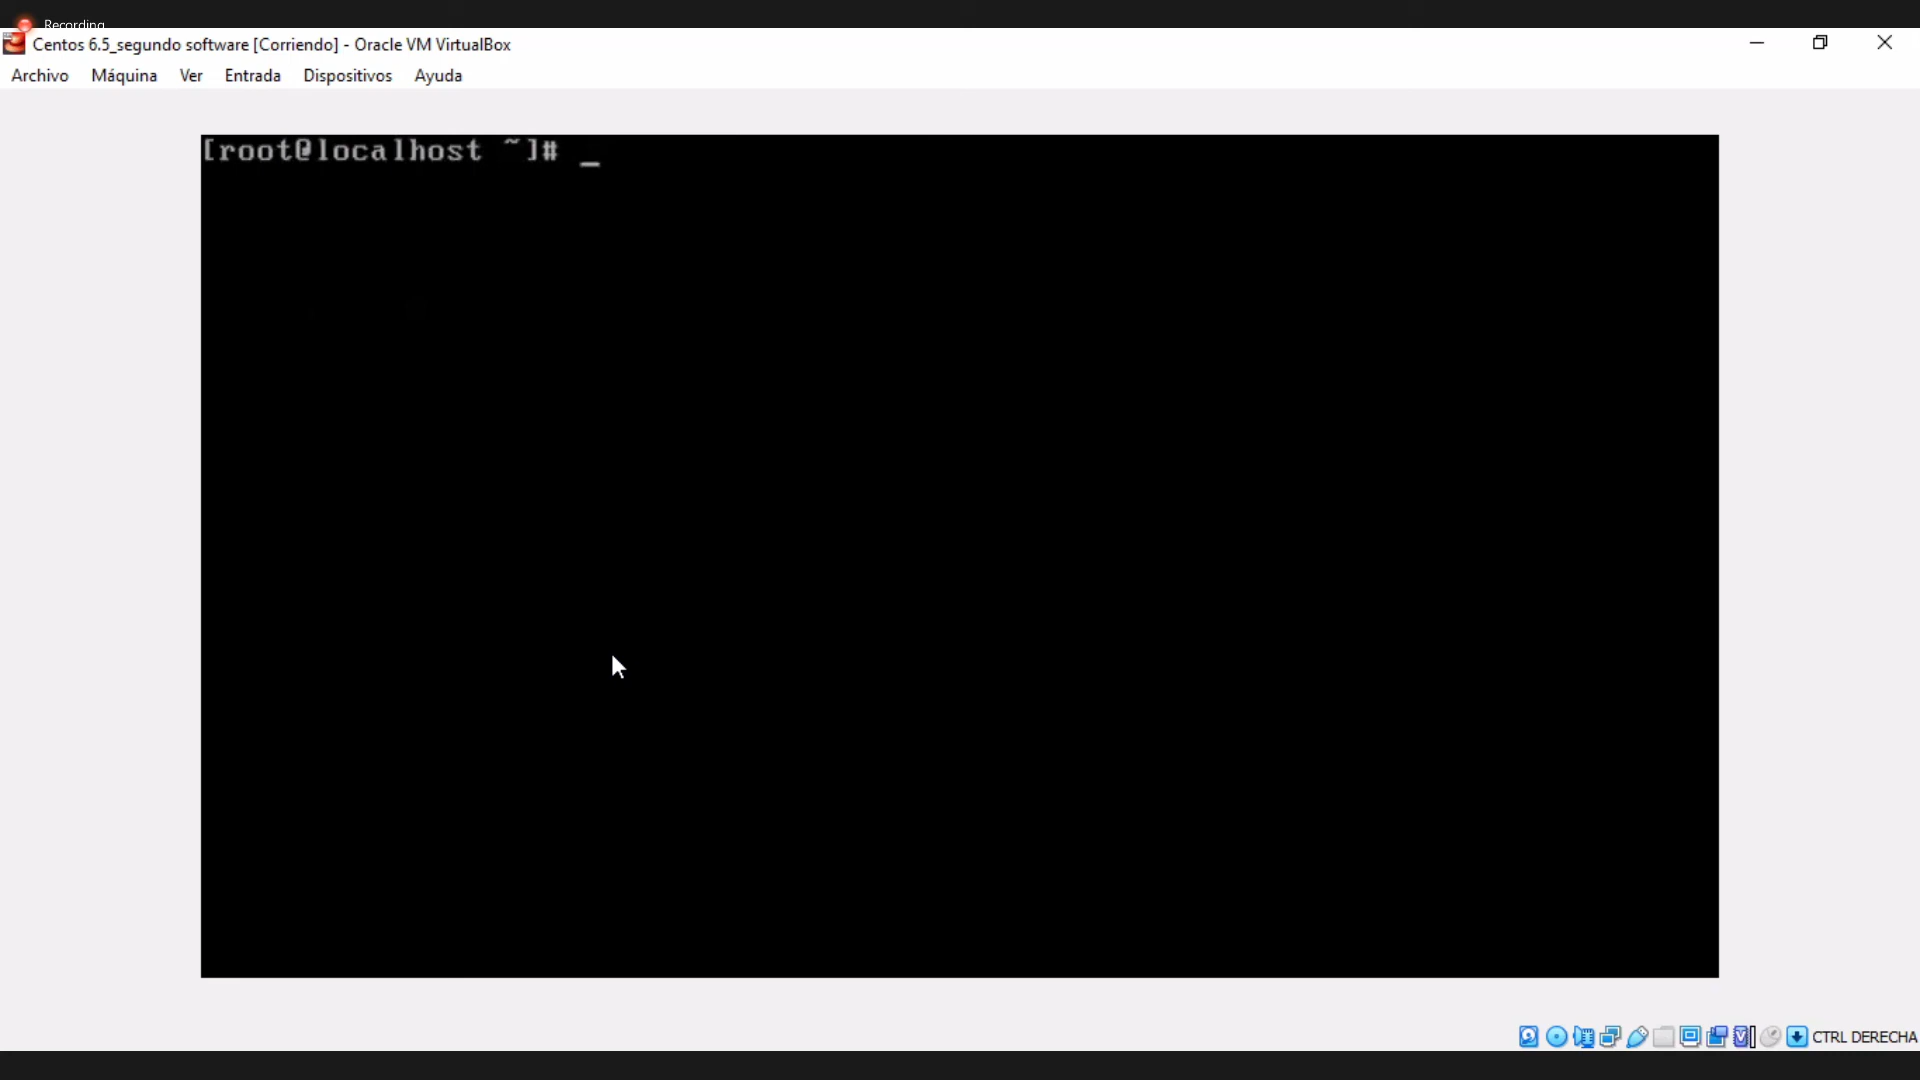 Recording
Centos 6.5_segundo software [Corriendo] - Oracle VM VirtualBox
Archivo Máquina Ver Entrada Dispositivos Ayuda
[root@localhost ~]# _
CTRL DERECHA